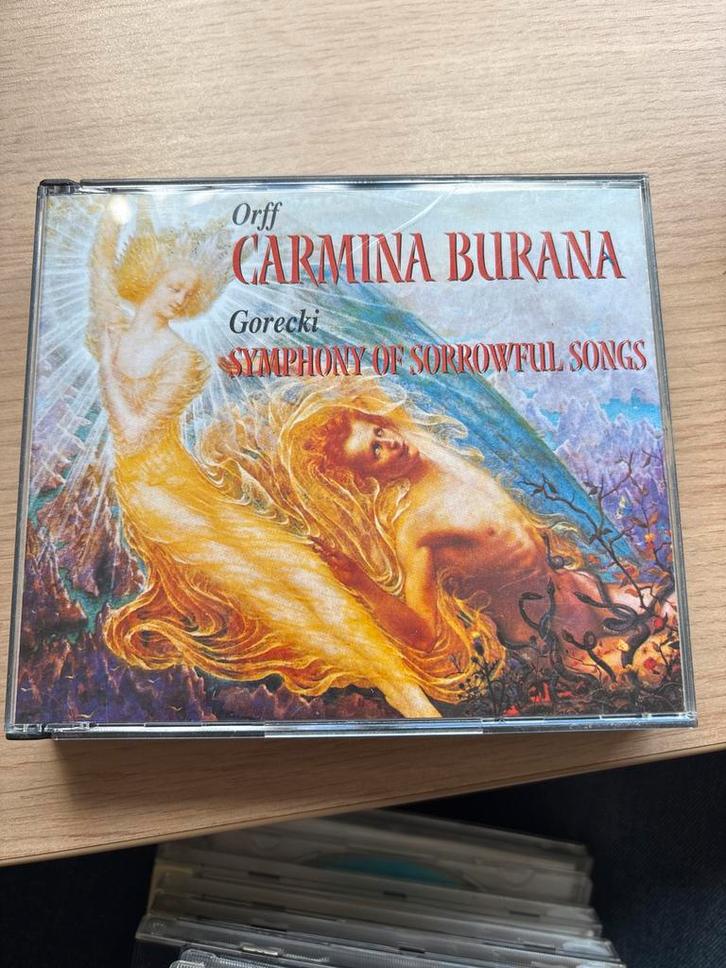 Orff
CARMINA BURANA
Gorecki
SYMPHONY OF SORROWFUL SONGS